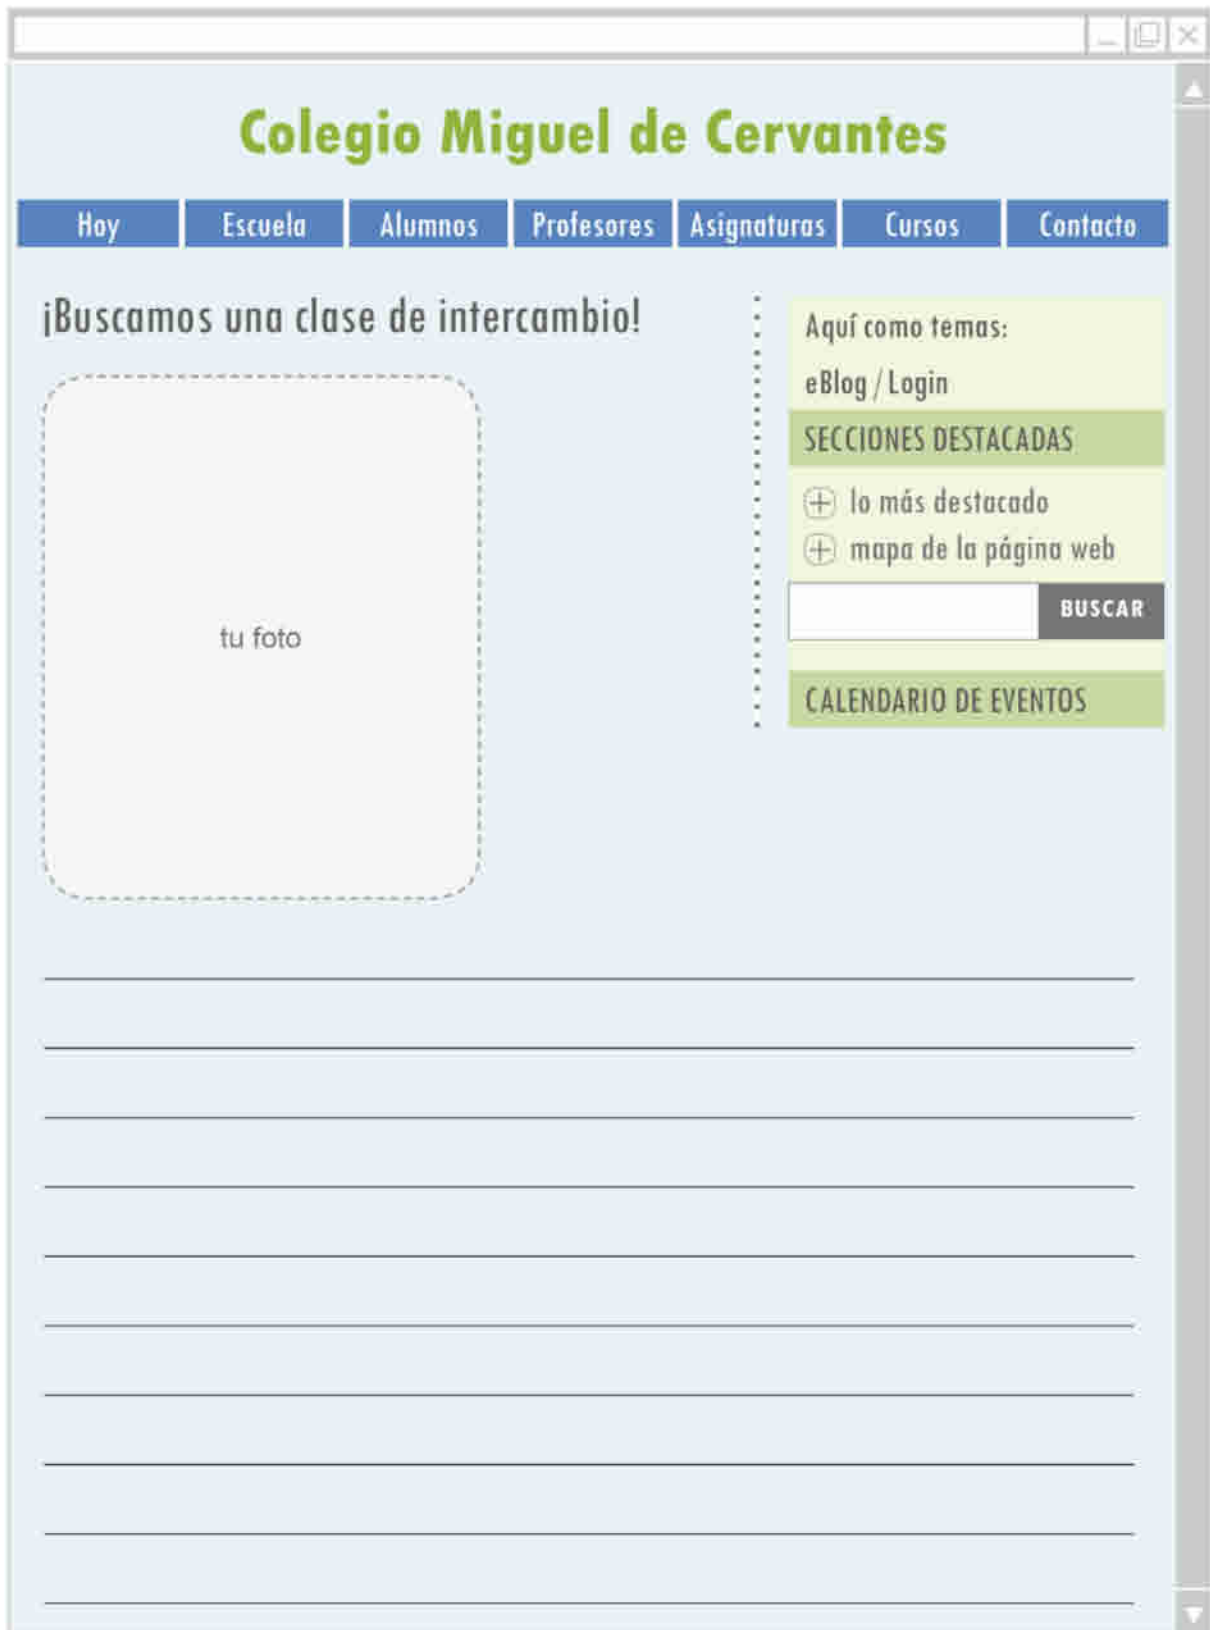 Colegio Miguel de Cervantes
Hoy Escuela Alumnos Profesores Asignaturas Cursos Contacto
¡Buscamos una clase de intercambio!
tu foto
Aquí como temas:
eBlog / Login
SECCIONES DESTACADAS
lo más destacado
mapa de la página web
BUSCAR
CALENDARIO DE EVENTOS